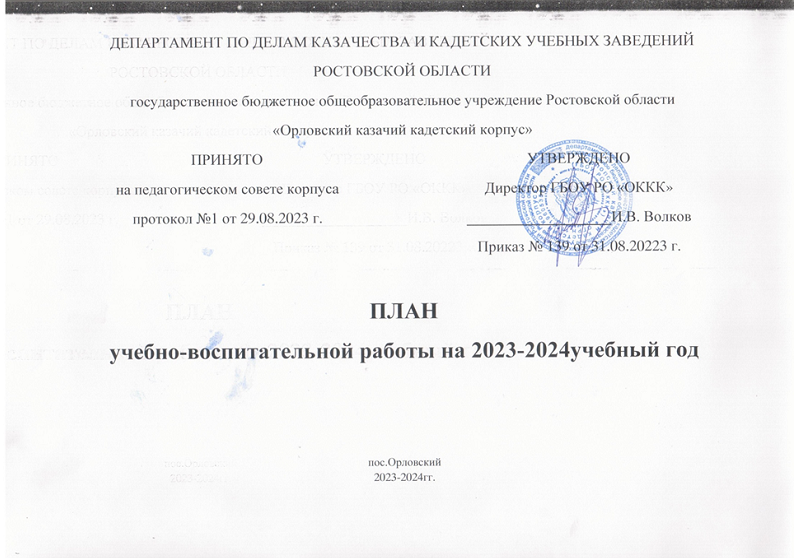 ДЕПАРТАМЕНТ ПО ДЕЛАМ КАЗАЧЕСТВА И КАДЕТСКИХ УЧЕБНЫХ ЗАВЕДЕНИЙ
РОСТОВСКОЙ ОБЛАСТИ
государственное бюджетное общеобразовательное учреждение Ростовской области
«Орловский казачий кадетский корпус»
ПРИНЯТО
на педагогическом совете корпуса
протокол №1 от 29.08.2023 г.
УТВЕРЖДЕНО
Директор ГБОУ РО «ОККК»
И.В. Волков
Приказ № 139 от 31.08.20223 г.
ПЛАН
учебно-воспитательной работы на 2023-2024учебный год
пос.Орловский
2023-2024гг.